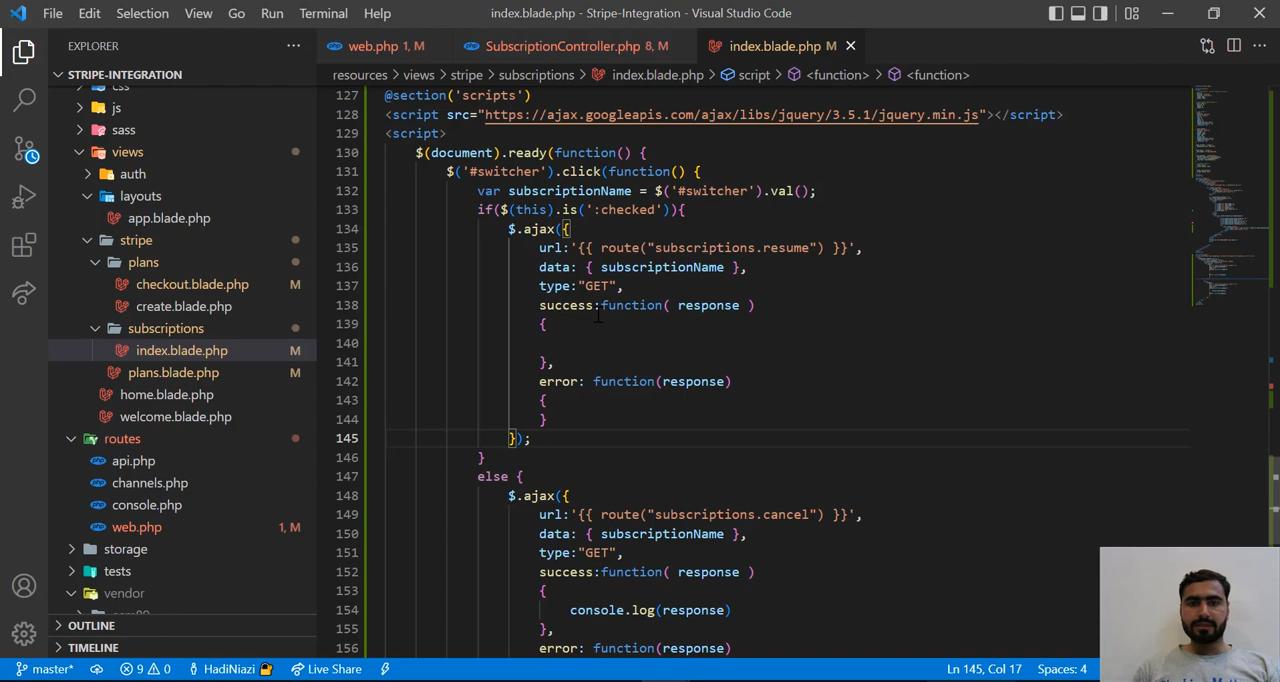 File Edit Selection View Go Run Terminal Help
index.blade.php - Stripe-Integration - Visual Studio Code
EXPLORER
STRIPE-INTEGRATION
css
js
sass
views
auth
layouts
app.blade.php
stripe
plans
checkout.blade.php M
create.blade.php
subscriptions
index.blade.php M
plans.blade.php M
home.blade.php
welcome.blade.php
routes
api.php
channels.php
console.php
web.php 1, M
storage
tests
vendor
OUTLINE
TIMELINE
web.php 1, M
SubscriptionController.php 8, M
index.blade.php M
resources > views > stripe > subscriptions > index.blade.php > script > <function> > <function>
127 @section('scripts')
128 <script src="https://ajax.googleapis.com/ajax/libs/jquery/3.5.1/jquery.min.js"></script>
129 <script>
130 $(document).ready(function() {
131 $('#switcher').click(function() {
132 var subscriptionName = $('#switcher').val();
133 if($(this).is(':checked')){
134 $.ajax({
135 url:'{{ route("subscriptions.resume") }}',
136 data: { subscriptionName },
137 type:"GET",
138 success:function( response )
139 {
140
141 },
142 error: function(response)
143 {
144 }
145 });
146 }
147 else {
148 $.ajax({
149 url:'{{ route("subscriptions.cancel") }}',
150 data: { subscriptionName },
151 type:"GET",
152 success:function( response )
153 {
154 console.log(response)
155 },
156 error: function(response)
master* 9 0 HadiNiazi Live Share
Ln 145, Col 17 Spaces: 4